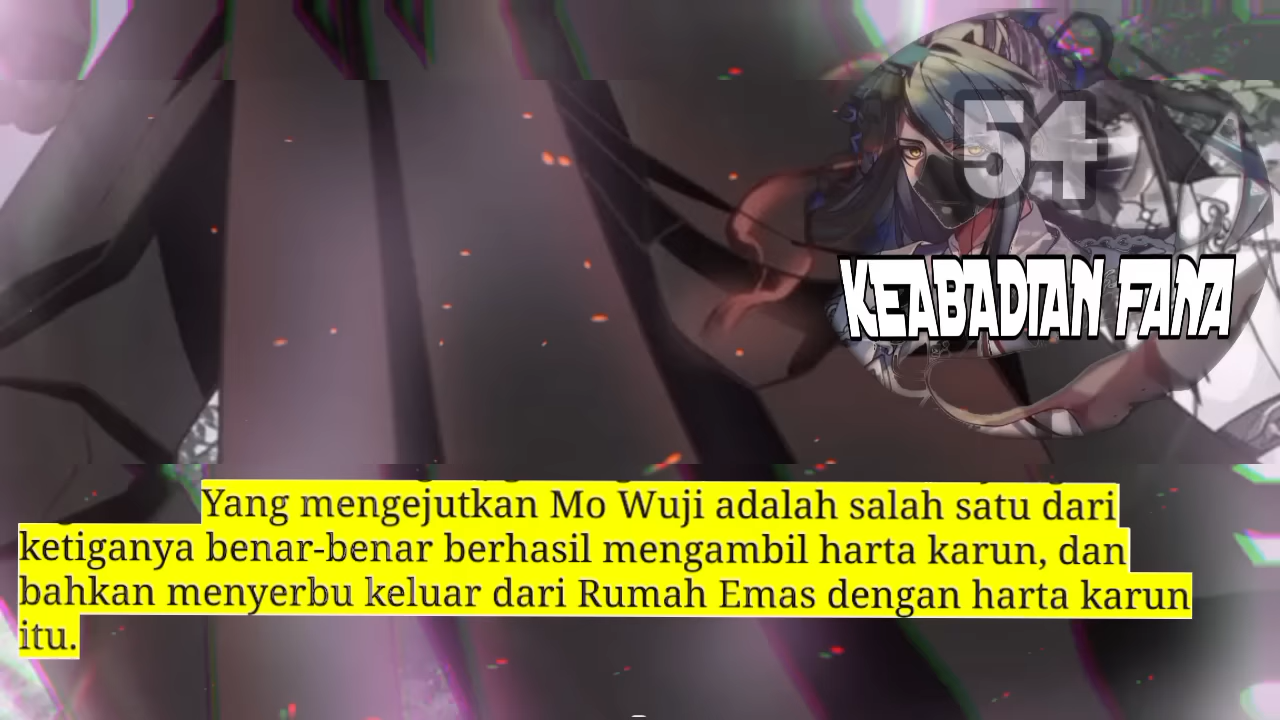 54
KEABADIAN FANA
Yang mengejutkan Mo Wuji adalah salah satu dari
ketiganya benar-benar berhasil mengambil harta karun, dan
bahkan menyerbu keluar dari Rumah Emas dengan harta karun
itu.